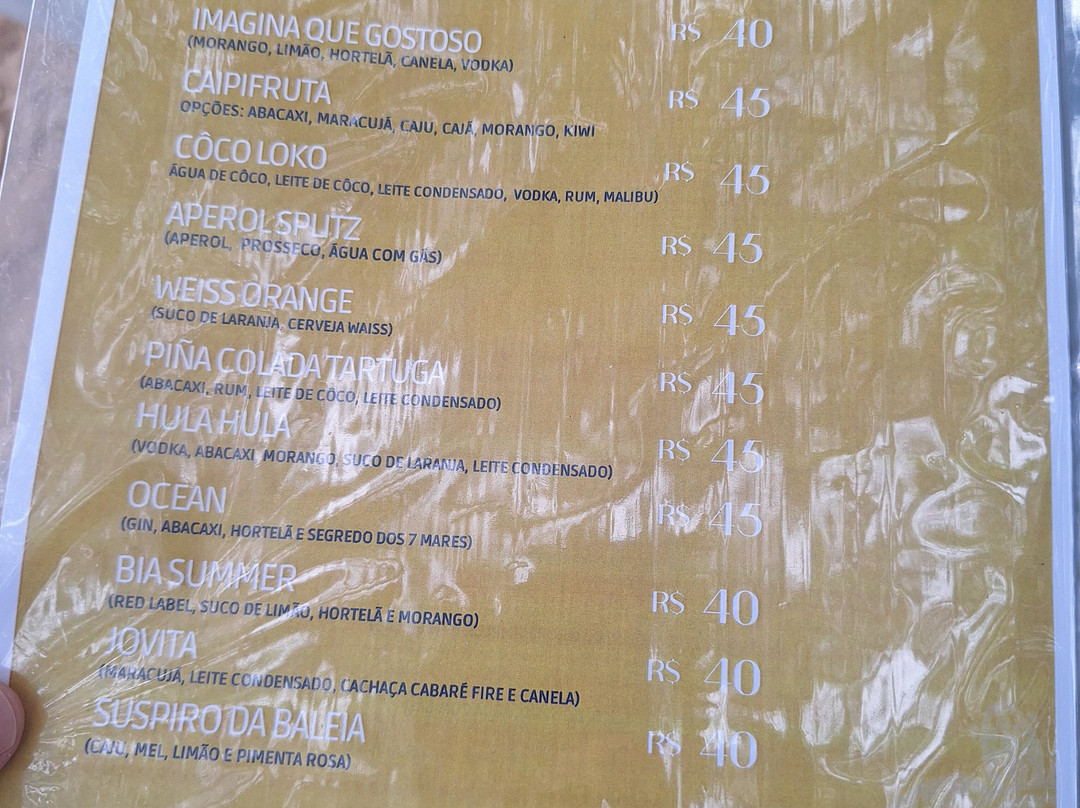 IMAGINA QUE GOSTOSO R$ 40
(MORANGO, LIMÃO, HORTELÃ, CANELA, VODKA)
CAIPIFRUTA R$ 45
OPÇÕES: ABACAXI, MARACUJÁ, CAJU, CAJÁ, MORANGO, KIWI
CÔCO LOKO R$ 45
ÁGUA DE CÔCO, LEITE DE CÔCO, LEITE CONDENSADO, VODKA, RUM, MALIBU)
APEROL SPLITZ R$ 45
(APEROL, PROSSECO, ÁGUA COM GÁS)
WEISS ORANGE R$ 45
(SUCO DE LARANJA, CERVEJA WAISS)
PIÑA COLADA TARTUGA R$ 45
(ABACAXI, RUM, LEITE DE CÔCO, LEITE CONDENSADO)
HULA HULA R$ 45
(VODKA, ABACAXI, MORANGO, SUCO DE LARANJA, LEITE CONDENSADO)
OCEAN R$ 45
(GIN, ABACAXI, HORTELÃ E SEGREDO DOS 7 MARES)
BIA SUMMER R$ 40
(RED LABEL, SUCO DE LIMÃO, HORTELÃ E MORANGO)
JOVITA R$ 40
(MARACUJÁ, LEITE CONDENSADO, CACHAÇA CABARÉ FIRE E CANELA)
SUSPIRO DA BALEIA R$ 40
(CAJU, MEL, LIMÃO E PIMENTA ROSA)